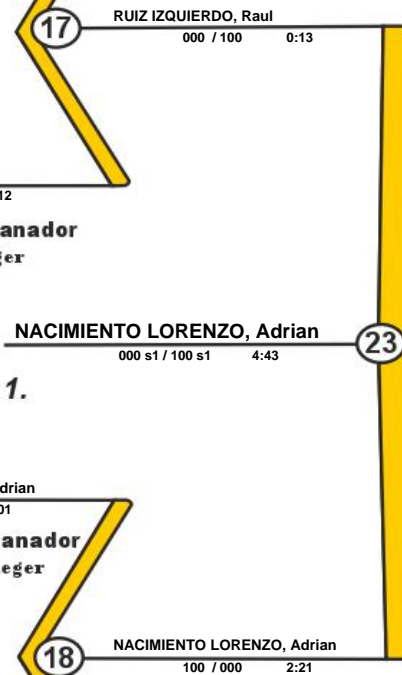 17
RUIZ IZQUIERDO, Raul
000 / 100 0:13
12
anador
ger
NACIMIENTO LORENZO, Adrian
000 s1 / 100 s1 4:43
23
1.
drian
01
anador
eger
18
NACIMIENTO LORENZO, Adrian
100 / 000 2:21